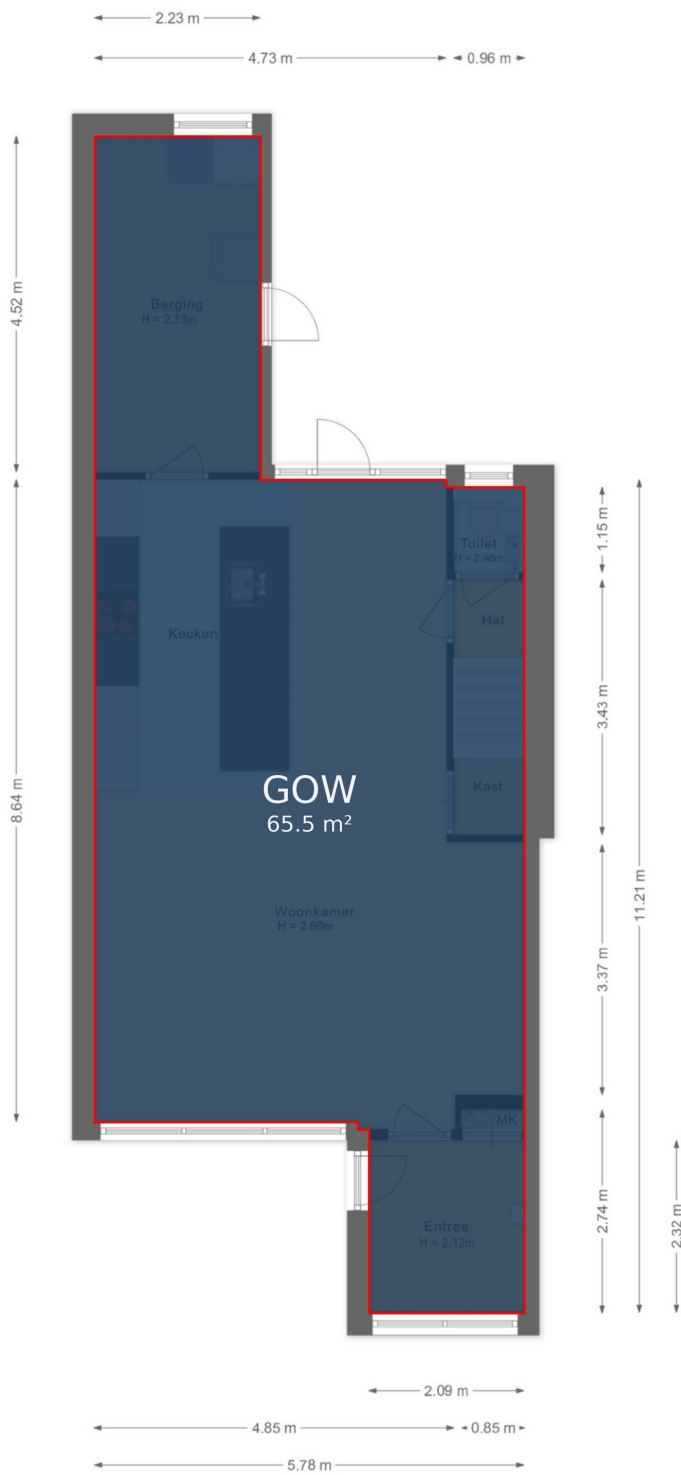 2.23 m
4.73 m
0.96 m
4.52 m
Berging
H = 2.13m
1.15 m
Toilet
H = 2.46m
Hal
Keuken
3.43 m
8.64 m
GOW
65.5 m²
Kast
11.21 m
Woonkamer
H = 2.60m
3.37 m
MK
2.74 m
2.32 m
Entree
H = 2.12m
2.09 m
4.85 m
0.85 m
5.78 m